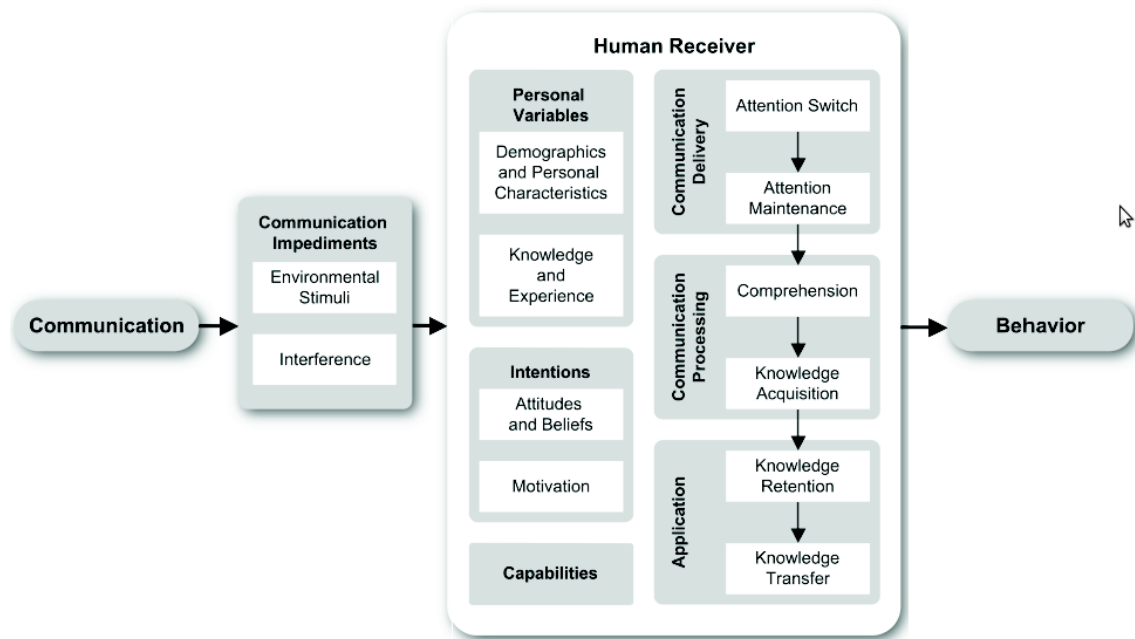 Human Receiver
Communication
Communication
Impediments
Environmental
Stimuli
Interference
Personal
Variables
Demographics
and Personal
Characteristics
Knowledge
and
Experience
Intentions
Attitudes
and Beliefs
Motivation
Capabilities
Communication
Delivery
Attention Switch
Attention
Maintenance
Communication
Processing
Comprehension
Knowledge
Acquisition
Application
Knowledge
Retention
Knowledge
Transfer
Behavior